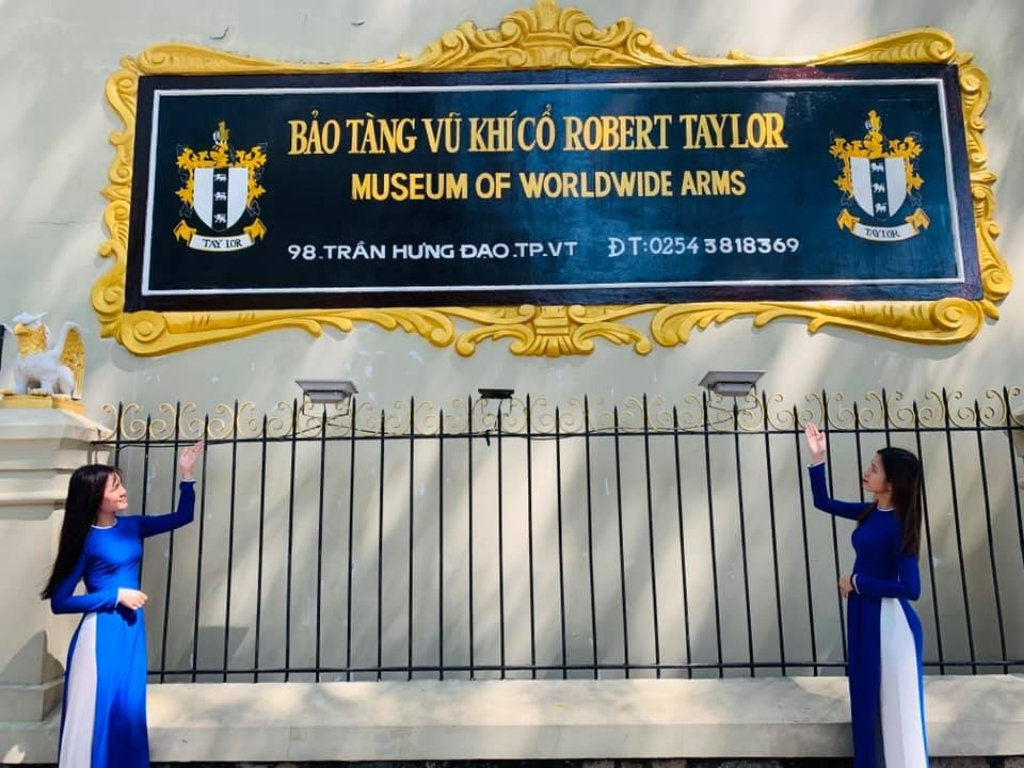 BẢO TÀNG VŨ KHÍ CỔ ROBERT TAYLOR
MUSEUM OF WORLDWIDE ARMS
98.TRẦN HƯNG ĐẠO.TP.VT ĐT:0254 3818369
TAYLOR
TAYLOR